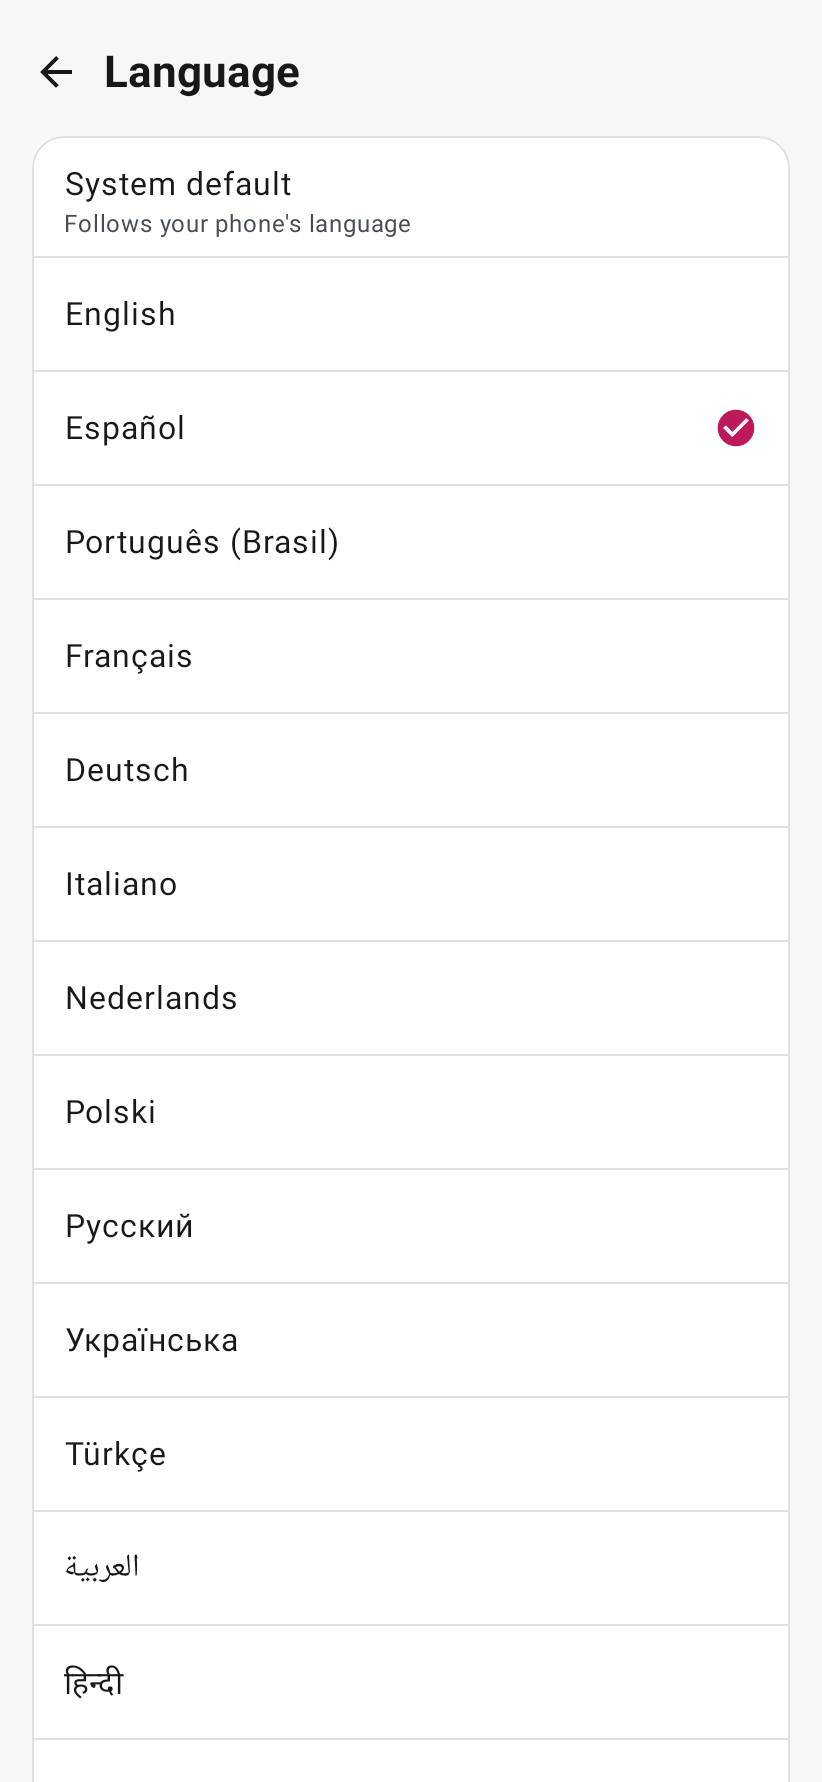 Language
System default
Follows your phone's language
English
Español
Português (Brasil)
Français
Deutsch
Italiano
Nederlands
Polski
Русский
Українська
Türkçe
العربية
हिन्दी